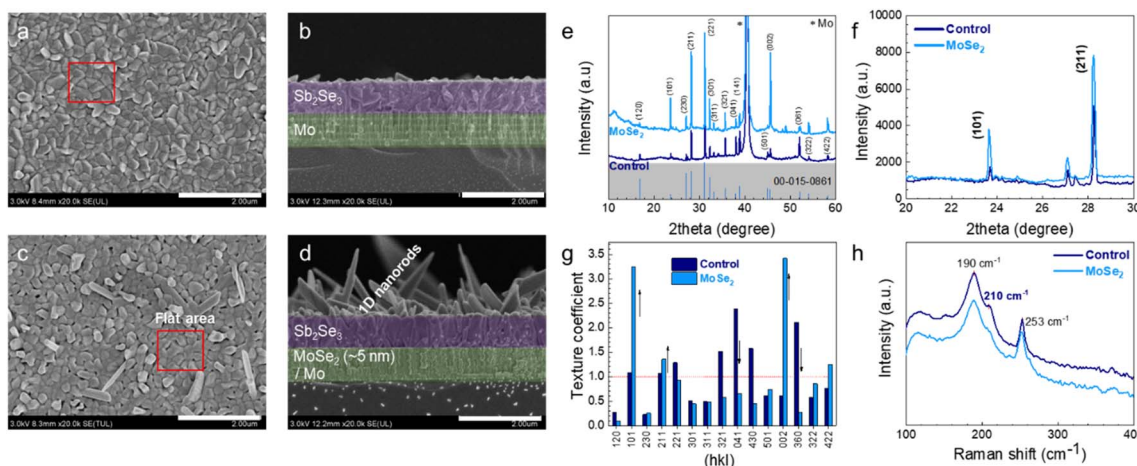 a
3.0kV 8.4mm x20.0k SE(UL)
2.00um
b
Sb2Se3
Mo
3.0kV 12.3mm x20.0k SE(UL)
2.00um
c
Flat area
3.0kV 8.3mm x20.0k SE(TUL)
2.00um
d
1D nanorods
Sb2Se3
MoSe2 (~5 nm)
/ Mo
3.0kV 12.2mm x20.0k SE(UL)
2.00um
e
* * Mo
(120)
(101)
(230)
(211)
(221)
(301)
(311)
(321)
(041)
(141)
(501)
(002)
(061)
(322)
(422)
MoSe2
Control
00-015-0861
Intensity (a.u)
10 20 30 40 50 60
2theta (degree)
f
Control
MoSe2
(101)
(211)
10000
8000
6000
4000
2000
0
20 22 24 26 28 30
2theta (degree)
g
Control
MoSe2
Texture coefficient
3.5
3.0
2.5
2.0
1.5
1.0
0.5
0.0
120 101 230 211 221 301 311 321 041 430 501 002 360 322 422
(hkl)
h
Control
MoSe2
190 cm-1
210 cm-1
253 cm-1
Intensity (a.u.)
100 200 300 400
Raman shift (cm-1)